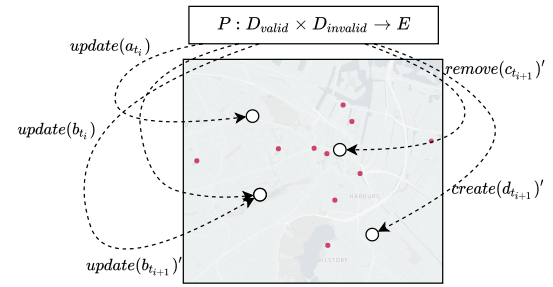 P : D_valid × D_invalid → E
update(a_{t_i})
remove(c_{t_{i+1}})'
update(b_{t_i})
create(d_{t_{i+1}})'
HARBURG
WILSTORF
update(b_{t_{i+1}})'